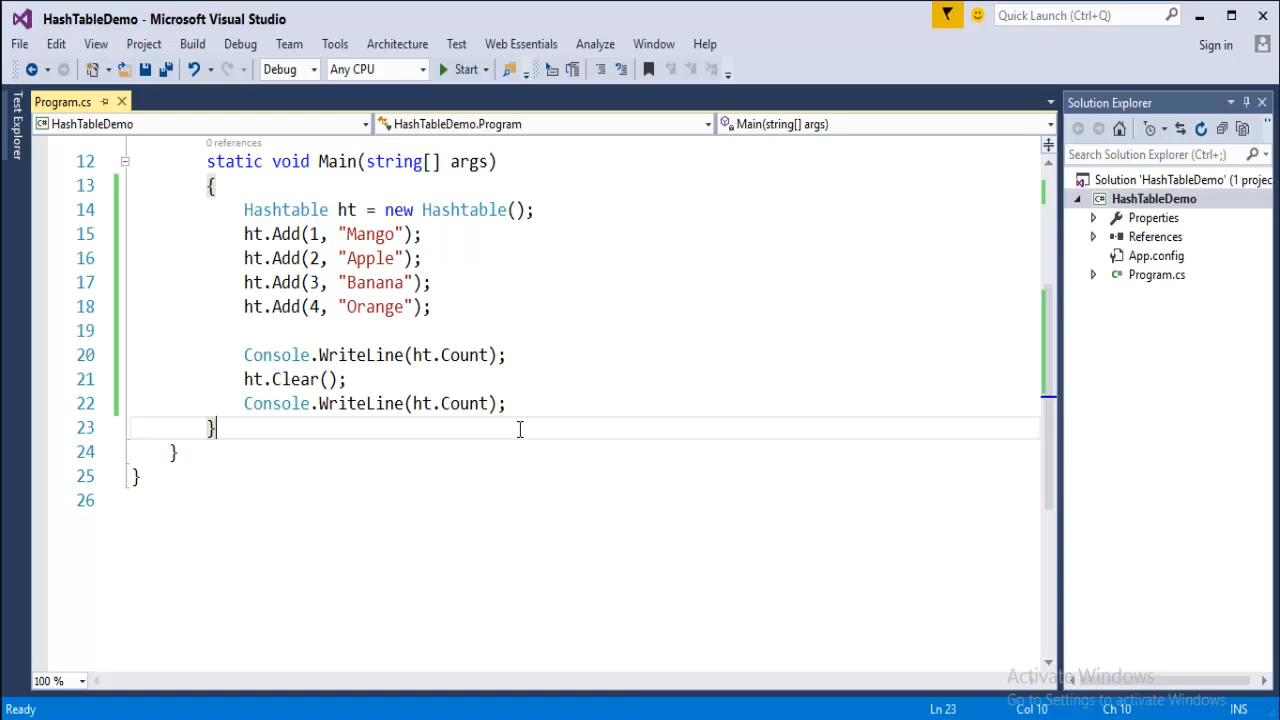 HashTableDemo - Microsoft Visual Studio
Quick Launch (Ctrl+Q)
File Edit View Project Build Debug Team Tools Architecture Test Web Essentials Analyze Window Help
Sign in
Debug Any CPU Start
Test Explorer
Program.cs
HashTableDemo HashTableDemo.Program Main(string[] args)
0 references
12 static void Main(string[] args)
13 {
14 Hashtable ht = new Hashtable();
15 ht.Add(1, "Mango");
16 ht.Add(2, "Apple");
17 ht.Add(3, "Banana");
18 ht.Add(4, "Orange");
19
20 Console.WriteLine(ht.Count);
21 ht.Clear();
22 Console.WriteLine(ht.Count);
23 }
24 }
25 }
26
100 %
Solution Explorer
Search Solution Explorer (Ctrl+;)
Solution 'HashTableDemo' (1 projec
HashTableDemo
Properties
References
App.config
Program.cs
Activate Windows
Go to Settings to activate Windows.
Ready Ln 23 Col 10 Ch 10 INS